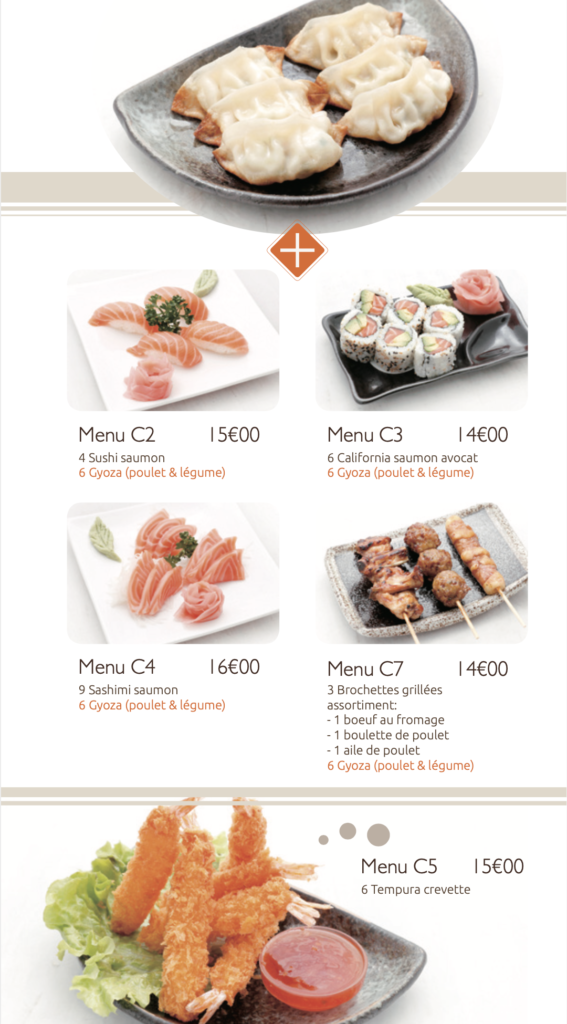 Menu C2 15€00
4 Sushi saumon
6 Gyoza (poulet & légume)
Menu C3 14€00
6 California saumon avocat
6 Gyoza (poulet & légume)
Menu C4 16€00
9 Sashimi saumon
6 Gyoza (poulet & légume)
Menu C7 14€00
3 Brochettes grillées
assortiment:
- 1 boeuf au fromage
- 1 boulette de poulet
- 1 aile de poulet
6 Gyoza (poulet & légume)
Menu C5 15€00
6 Tempura crevette